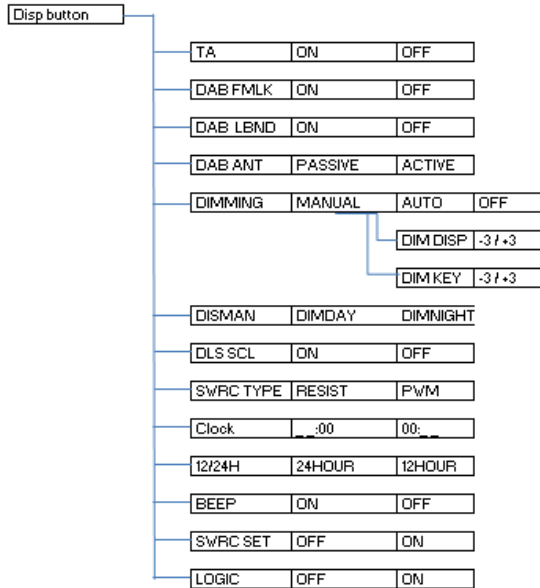 Disp button
TA ON OFF
DAB FMLK ON OFF
DAB LBND ON OFF
DAB ANT PASSIVE ACTIVE
DIMMING MANUAL AUTO OFF
DIM DISP -3 / +3
DIM KEY -3 / +3
DISMAN DIMDAY DIMNIGHT
DLS SCL ON OFF
SWRC TYPE RESIST PWM
Clock _ _:00 00:_ _
12/24H 24HOUR 12HOUR
BEEP ON OFF
SWRC SET OFF ON
LOGIC OFF ON